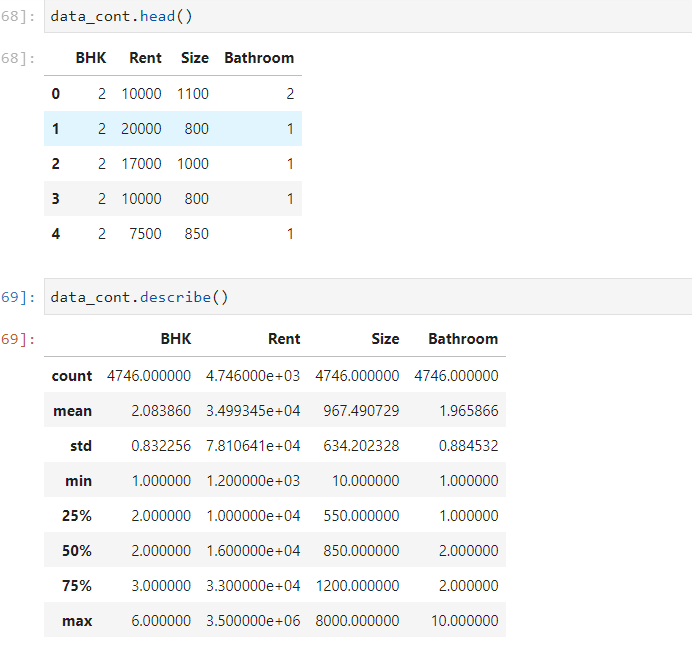 68]: data_cont.head()
68]: BHK Rent Size Bathroom
0 2 10000 1100 2
1 2 20000 800 1
2 2 17000 1000 1
3 2 10000 800 1
4 2 7500 850 1
69]: data_cont.describe()
69]: BHK Rent Size Bathroom
count 4746.000000 4.746000e+03 4746.000000 4746.000000
mean 2.083860 3.499345e+04 967.490729 1.965866
std 0.832256 7.810641e+04 634.202328 0.884532
min 1.000000 1.200000e+03 10.000000 1.000000
25% 2.000000 1.000000e+04 550.000000 1.000000
50% 2.000000 1.600000e+04 850.000000 2.000000
75% 3.000000 3.300000e+04 1200.000000 2.000000
max 6.000000 3.500000e+06 8000.000000 10.000000